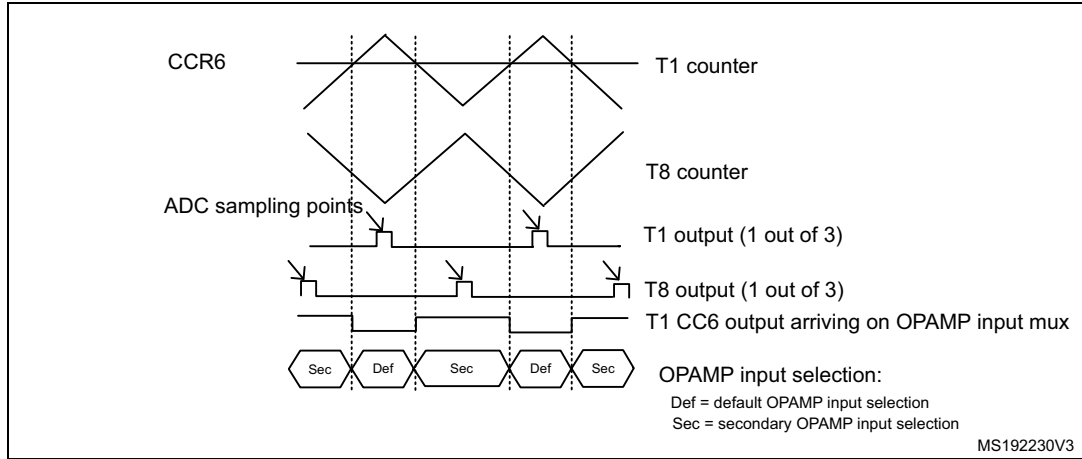 CCR6
T1 counter
T8 counter
ADC sampling points
T1 output (1 out of 3)
T8 output (1 out of 3)
T1 CC6 output arriving on OPAMP input mux
Sec Def Sec Def Sec
OPAMP input selection:
Def = default OPAMP input selection
Sec = secondary OPAMP input selection
MS192230V3